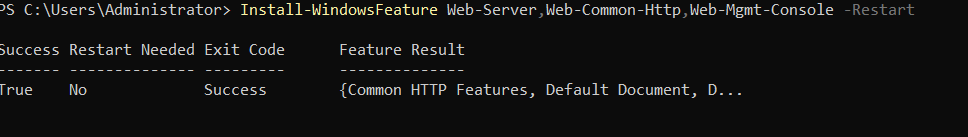 PS C:\Users\Administrator> Install-WindowsFeature Web-Server,Web-Common-Http,Web-Mgmt-Console -Restart
Success Restart Needed Exit Code      Feature Result
------- -------------- ---------      --------------
True    No             Success        {Common HTTP Features, Default Document, D...